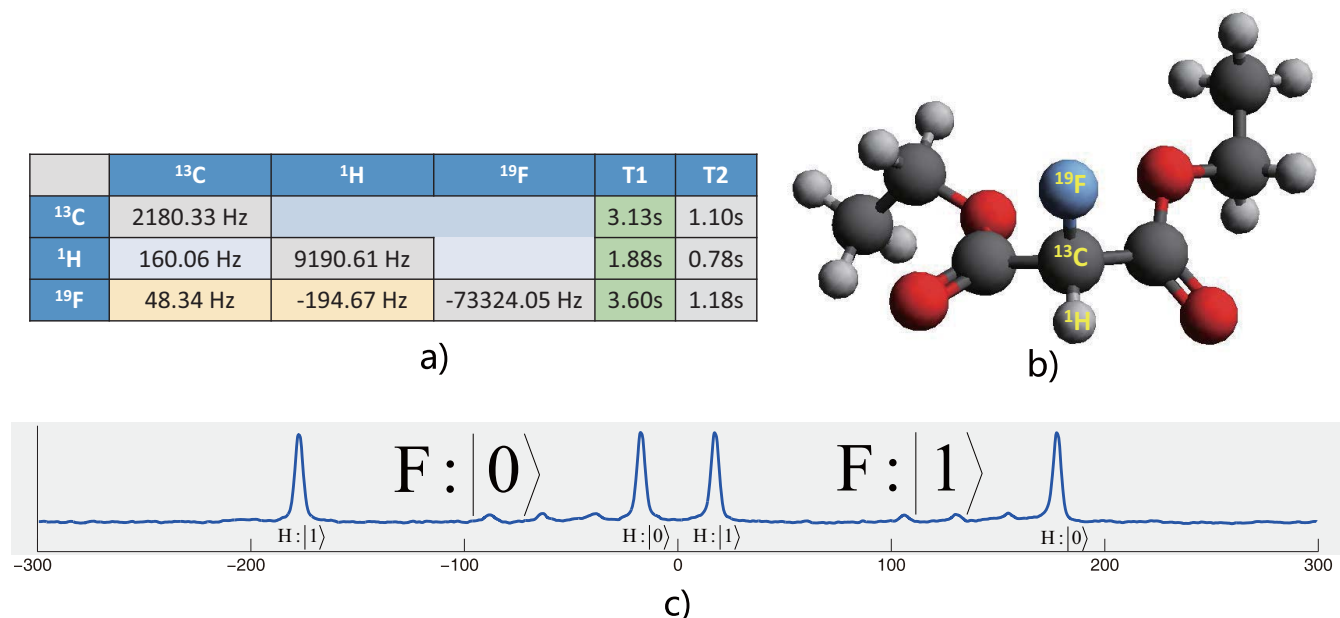 13C 1H 19F T1 T2
13C 2180.33 Hz 3.13s 1.10s
1H 160.06 Hz 9190.61 Hz 1.88s 0.78s
19F 48.34 Hz -194.67 Hz -73324.05 Hz 3.60s 1.18s
a)
19F
13C
1H
b)
F:|0⟩ F:|1⟩
H:|1⟩ H:|0⟩ H:|1⟩ H:|0⟩
−300 −200 −100 0 100 200 300
c)